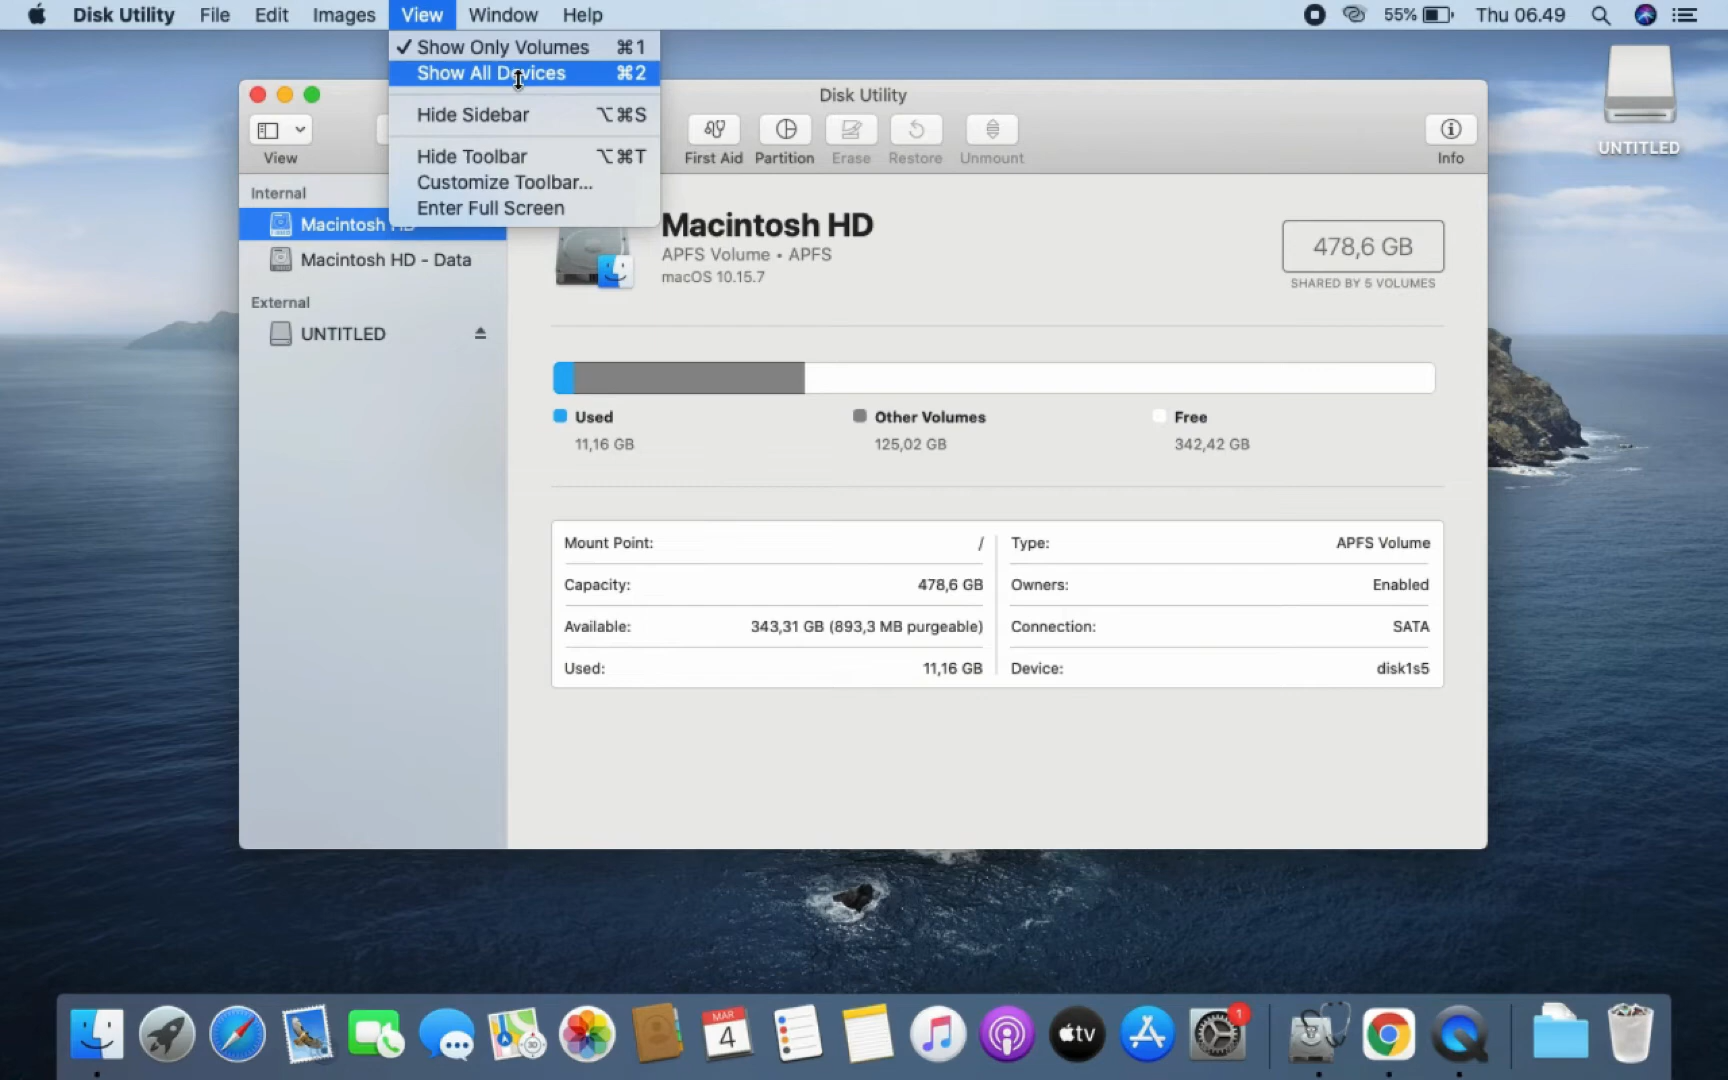 Disk Utility File Edit Images View Window Help 55% Thu 06.49
✓ Show Only Volumes ⌘1
Show All Devices ⌘2
Hide Sidebar ⌥⌘S
Hide Toolbar ⌥⌘T
Customize Toolbar...
Enter Full Screen
Disk Utility
View
First Aid Partition Erase Restore Unmount
Info
UNTITLED
Internal
Macintosh HD
Macintosh HD - Data
External
UNTITLED
Macintosh HD
APFS Volume • APFS
macOS 10.15.7
478,6 GB
SHARED BY 5 VOLUMES
Used
11,16 GB
Other Volumes
125,02 GB
Free
342,42 GB
Mount Point: /
Type: APFS Volume
Capacity: 478,6 GB
Owners: Enabled
Available: 343,31 GB (893,3 MB purgeable)
Connection: SATA
Used: 11,16 GB
Device: disk1s5
3D
MAR
4
tv
1